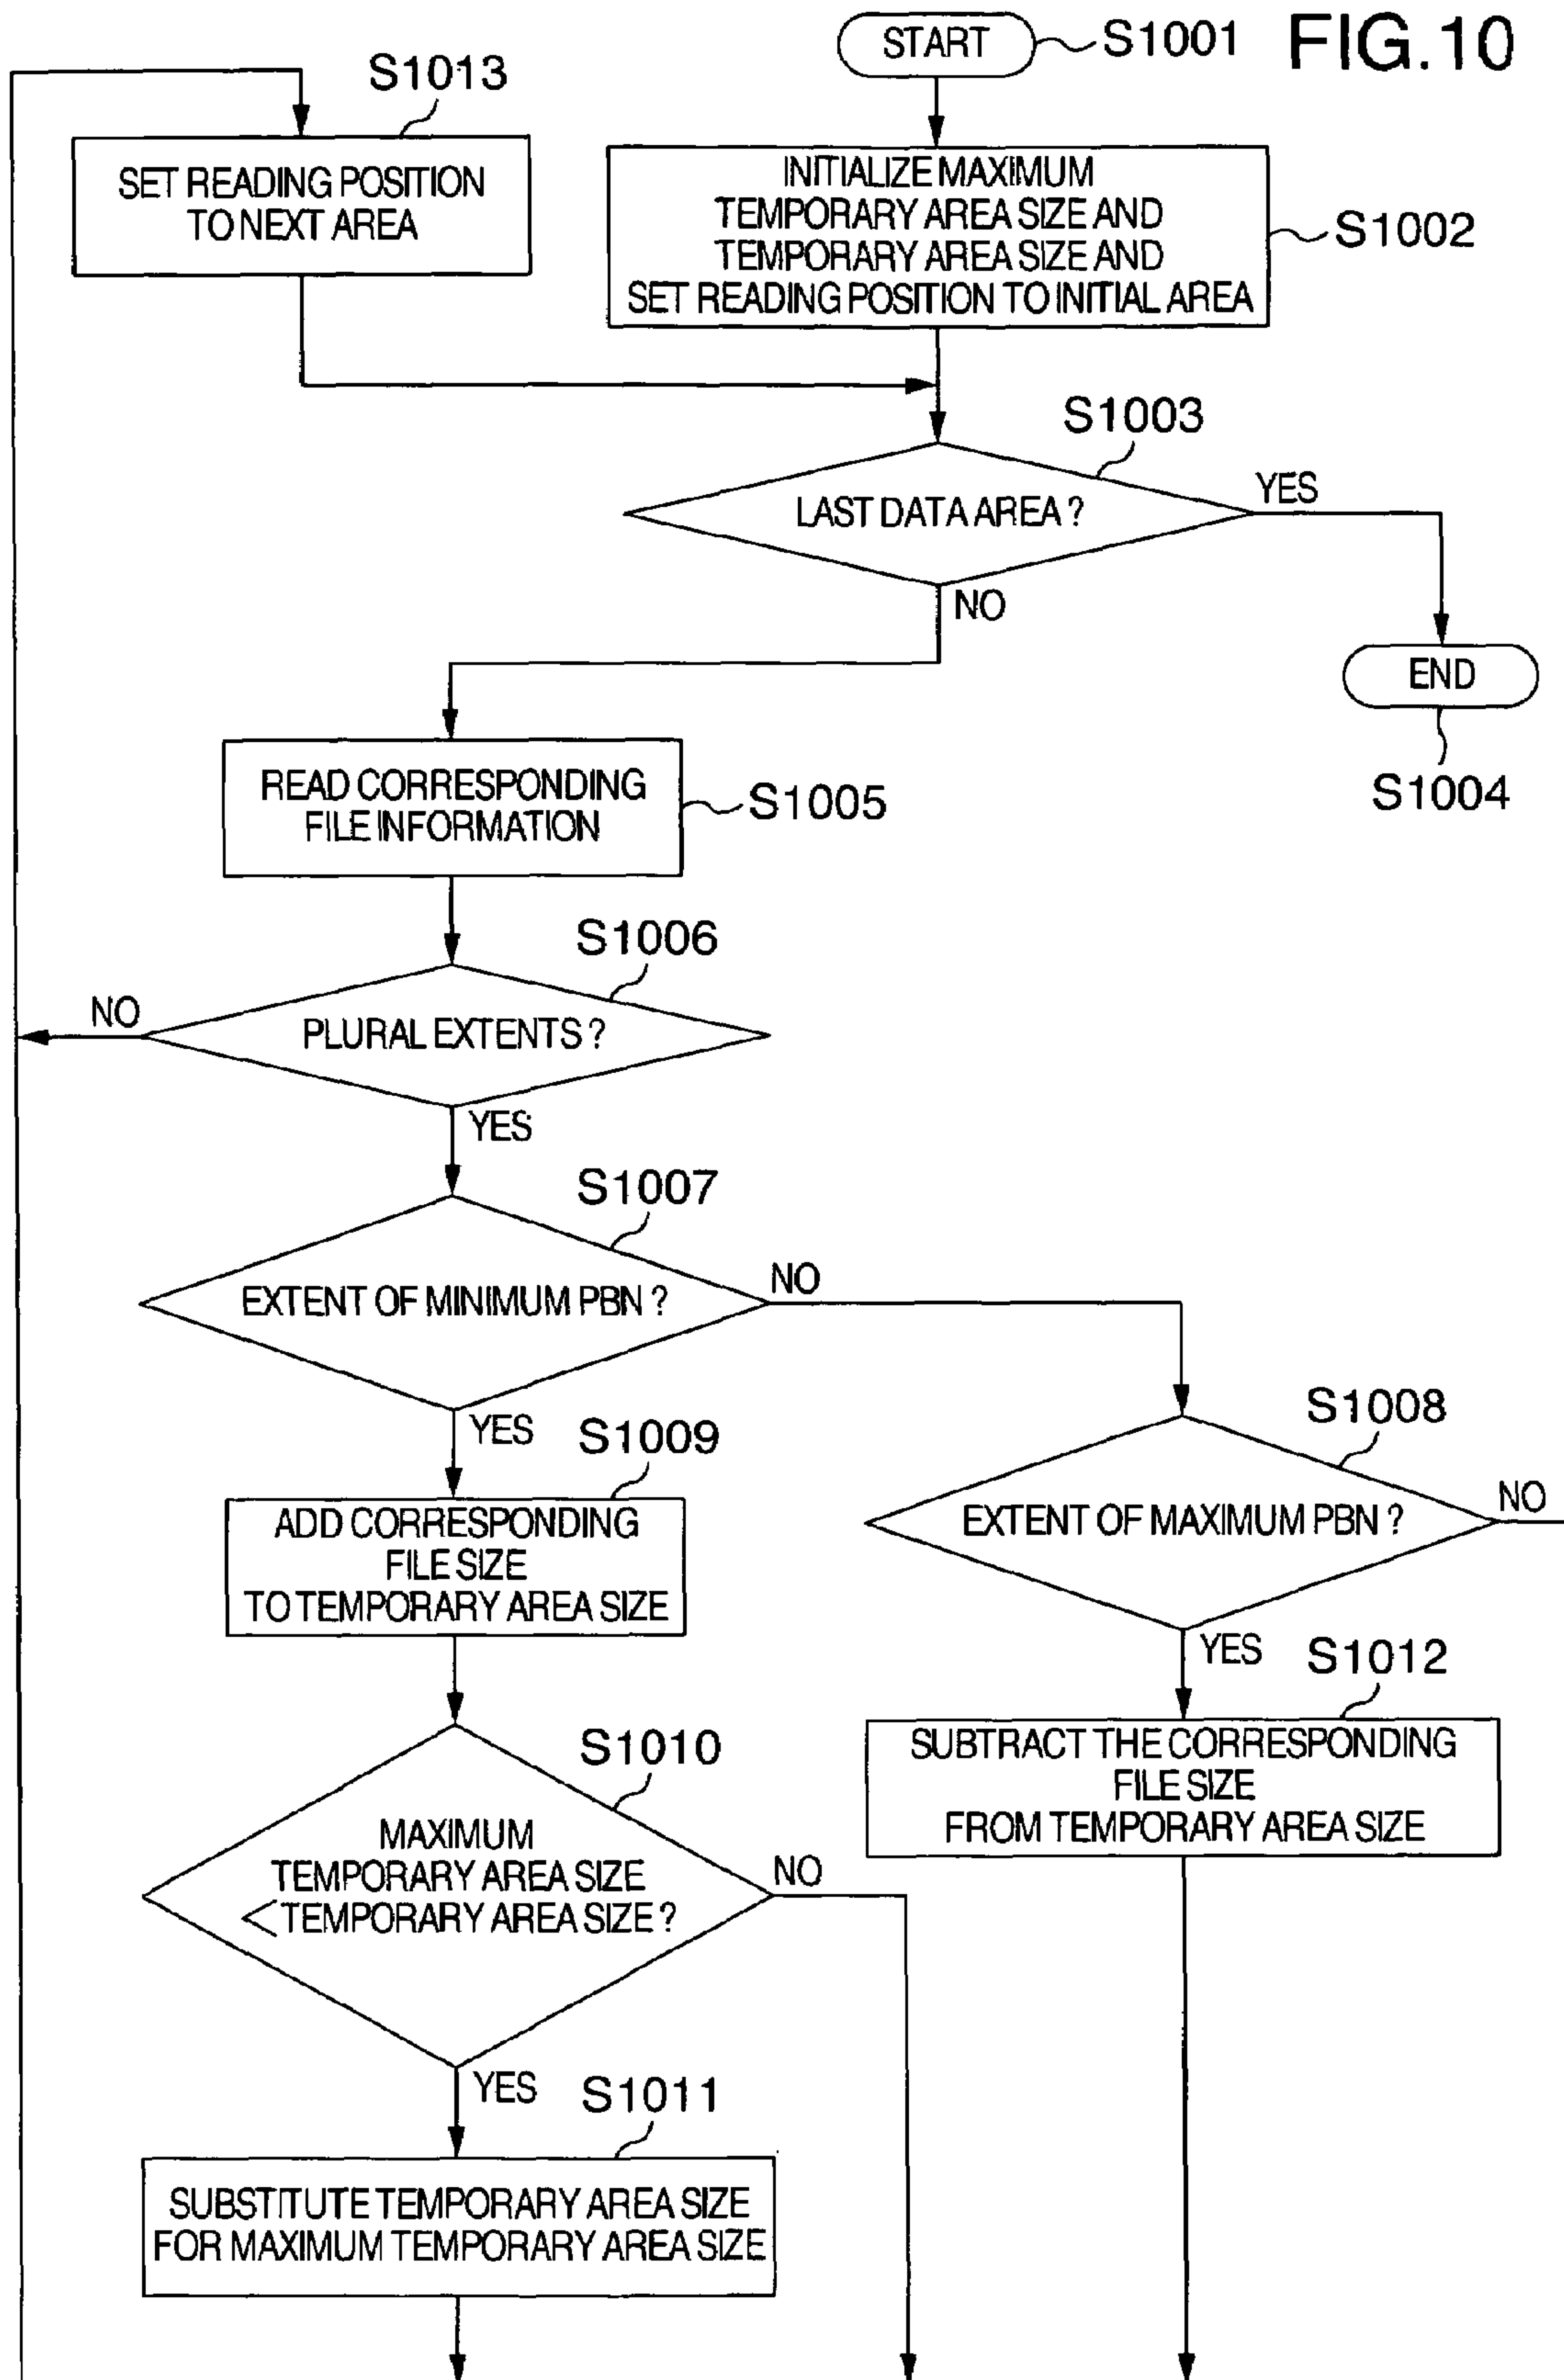 FIG.10
START
S1001
S1013
SET READING POSITION
TO NEXT AREA
INITIALIZE MAXIMUM
TEMPORARY AREA SIZE AND
TEMPORARY AREA SIZE AND
SET READING POSITION TO INITIAL AREA
S1002
S1003
LAST DATA AREA ?
YES
NO
END
S1004
READ CORRESPONDING
FILE INFORMATION
S1005
S1006
NO
PLURAL EXTENTS ?
YES
S1007
EXTENT OF MINIMUM PBN ?
NO
YES
S1008
EXTENT OF MAXIMUM PBN ?
NO
YES
S1009
ADD CORRESPONDING
FILE SIZE
TO TEMPORARY AREA SIZE
S1012
SUBTRACT THE CORRESPONDING
FILE SIZE
FROM TEMPORARY AREA SIZE
S1010
MAXIMUM
TEMPORARY AREA SIZE
<TEMPORARY AREA SIZE ?
NO
YES
S1011
SUBSTITUTE TEMPORARY AREA SIZE
FOR MAXIMUM TEMPORARY AREA SIZE